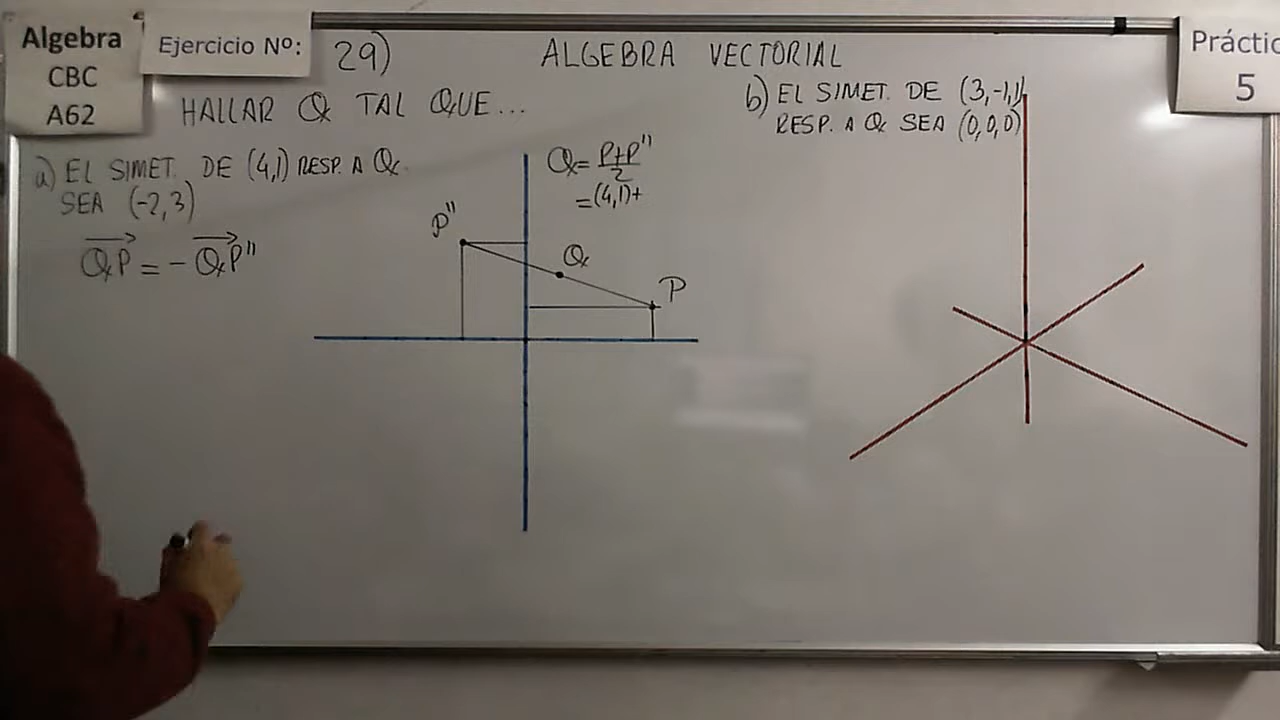 Algebra
CBC
A62
Ejercicio Nº:
29)
ALGEBRA VECTORIAL
Práctic
5
HALLAR Q TAL QUE...
a) EL SIMET. DE (4,1) RESP. A Q
SEA (-2,3)
QP = - QP"
Q = P+P"
2
=(4,1)+
P"
Q
P
b) EL SIMET. DE (3,-1,1)
RESP. A Q SEA (0,0,0)